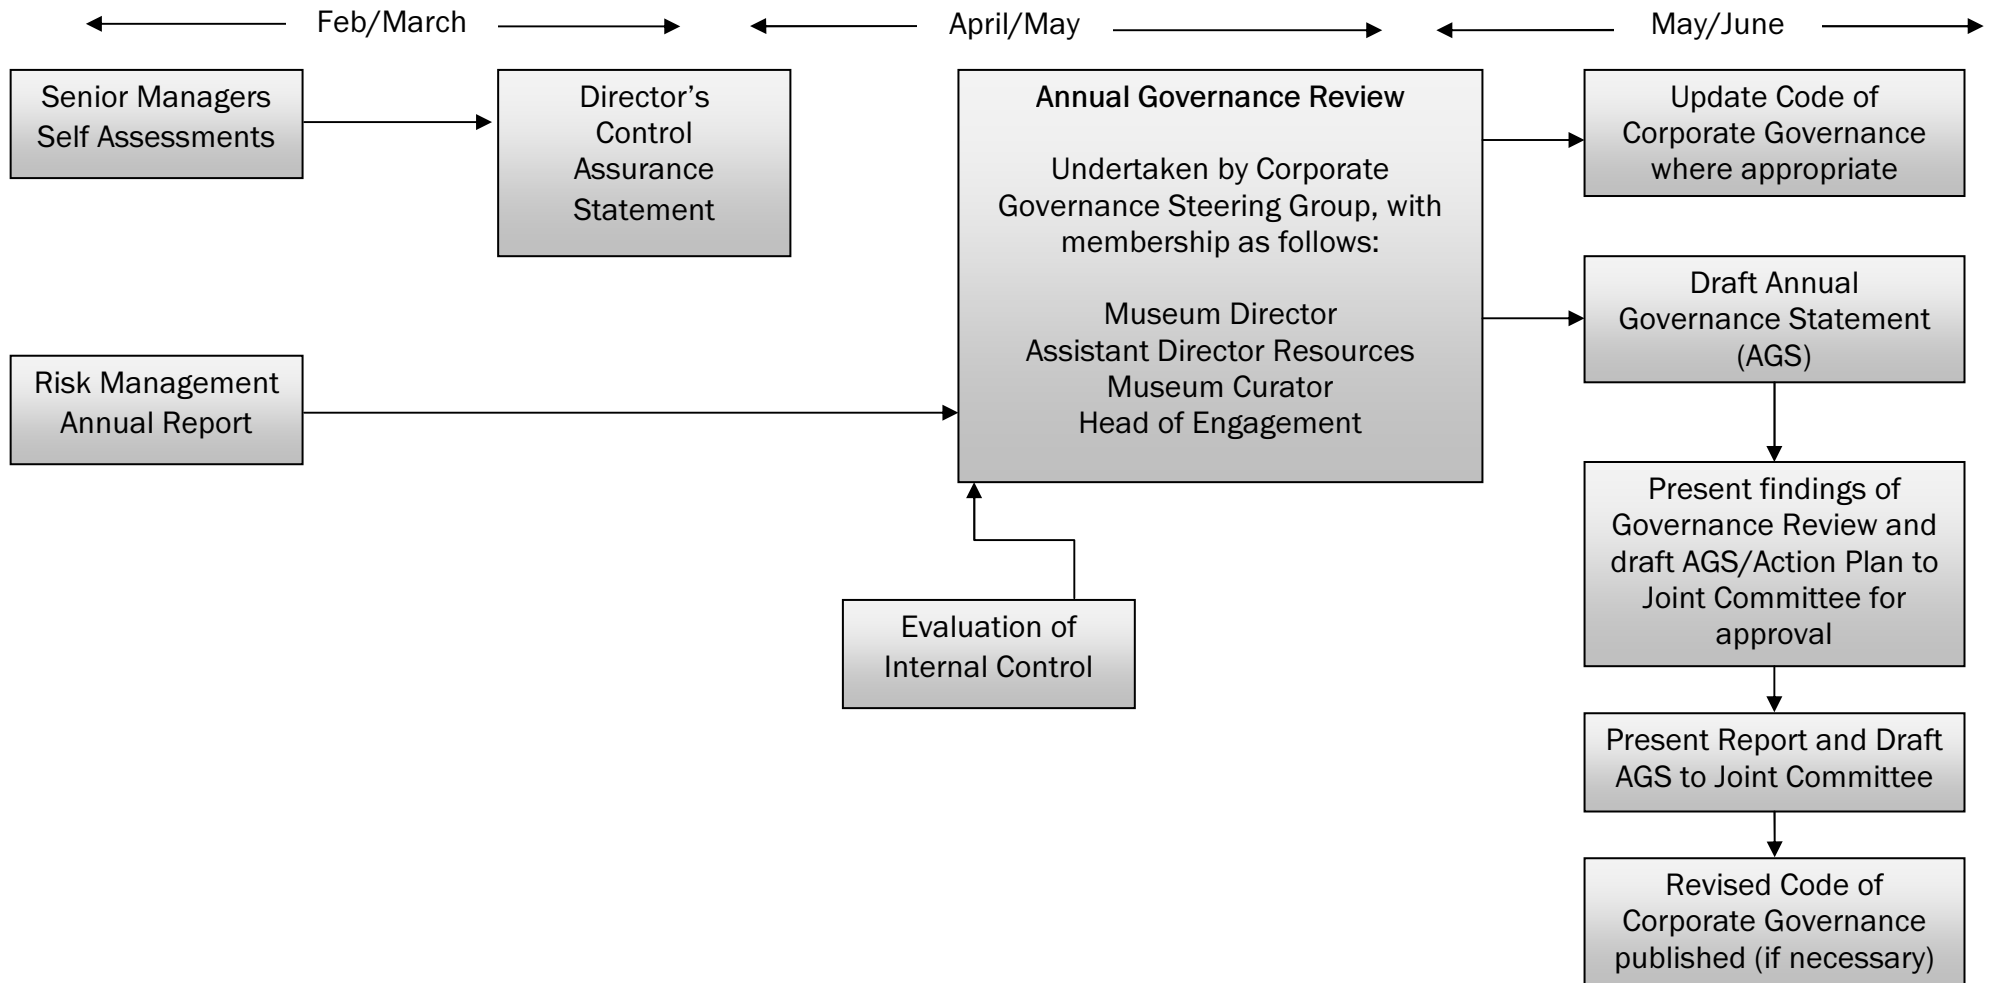 Feb/March
April/May
May/June
Senior Managers
Self Assessments
Director’s
Control
Assurance
Statement
Annual Governance Review
Undertaken by Corporate
Governance Steering Group, with
membership as follows:
Museum Director
Assistant Director Resources
Museum Curator
Head of Engagement
Update Code of
Corporate Governance
where appropriate
Draft Annual
Governance Statement
(AGS)
Risk Management
Annual Report
Present findings of
Governance Review and
draft AGS/Action Plan to
Joint Committee for
approval
Evaluation of
Internal Control
Present Report and Draft
AGS to Joint Committee
Revised Code of
Corporate Governance
published (if necessary)